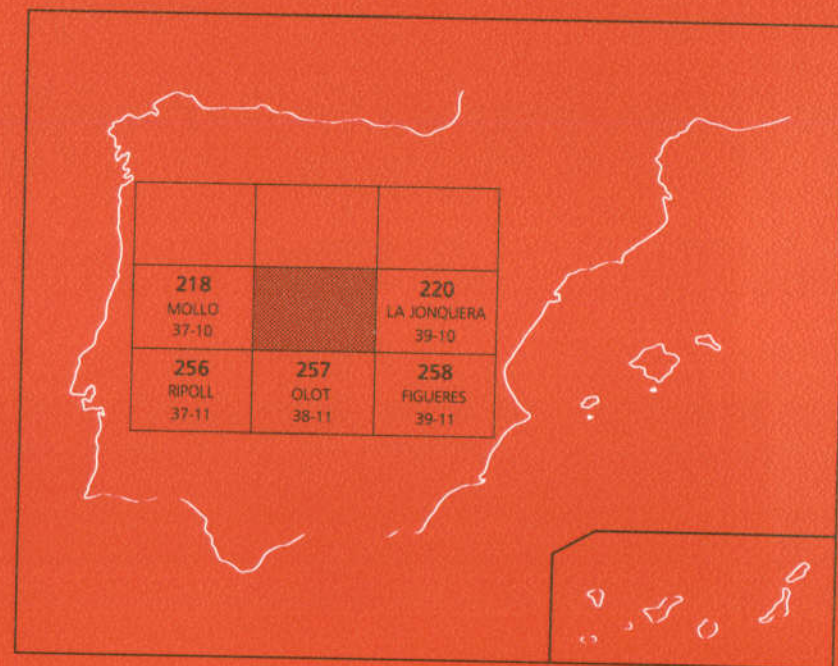 218
MOLLO
37-10
220
LA JONQUERA
39-10
256
RIPOLL
37-11
257
OLOT
38-11
258
FIGUERES
39-11